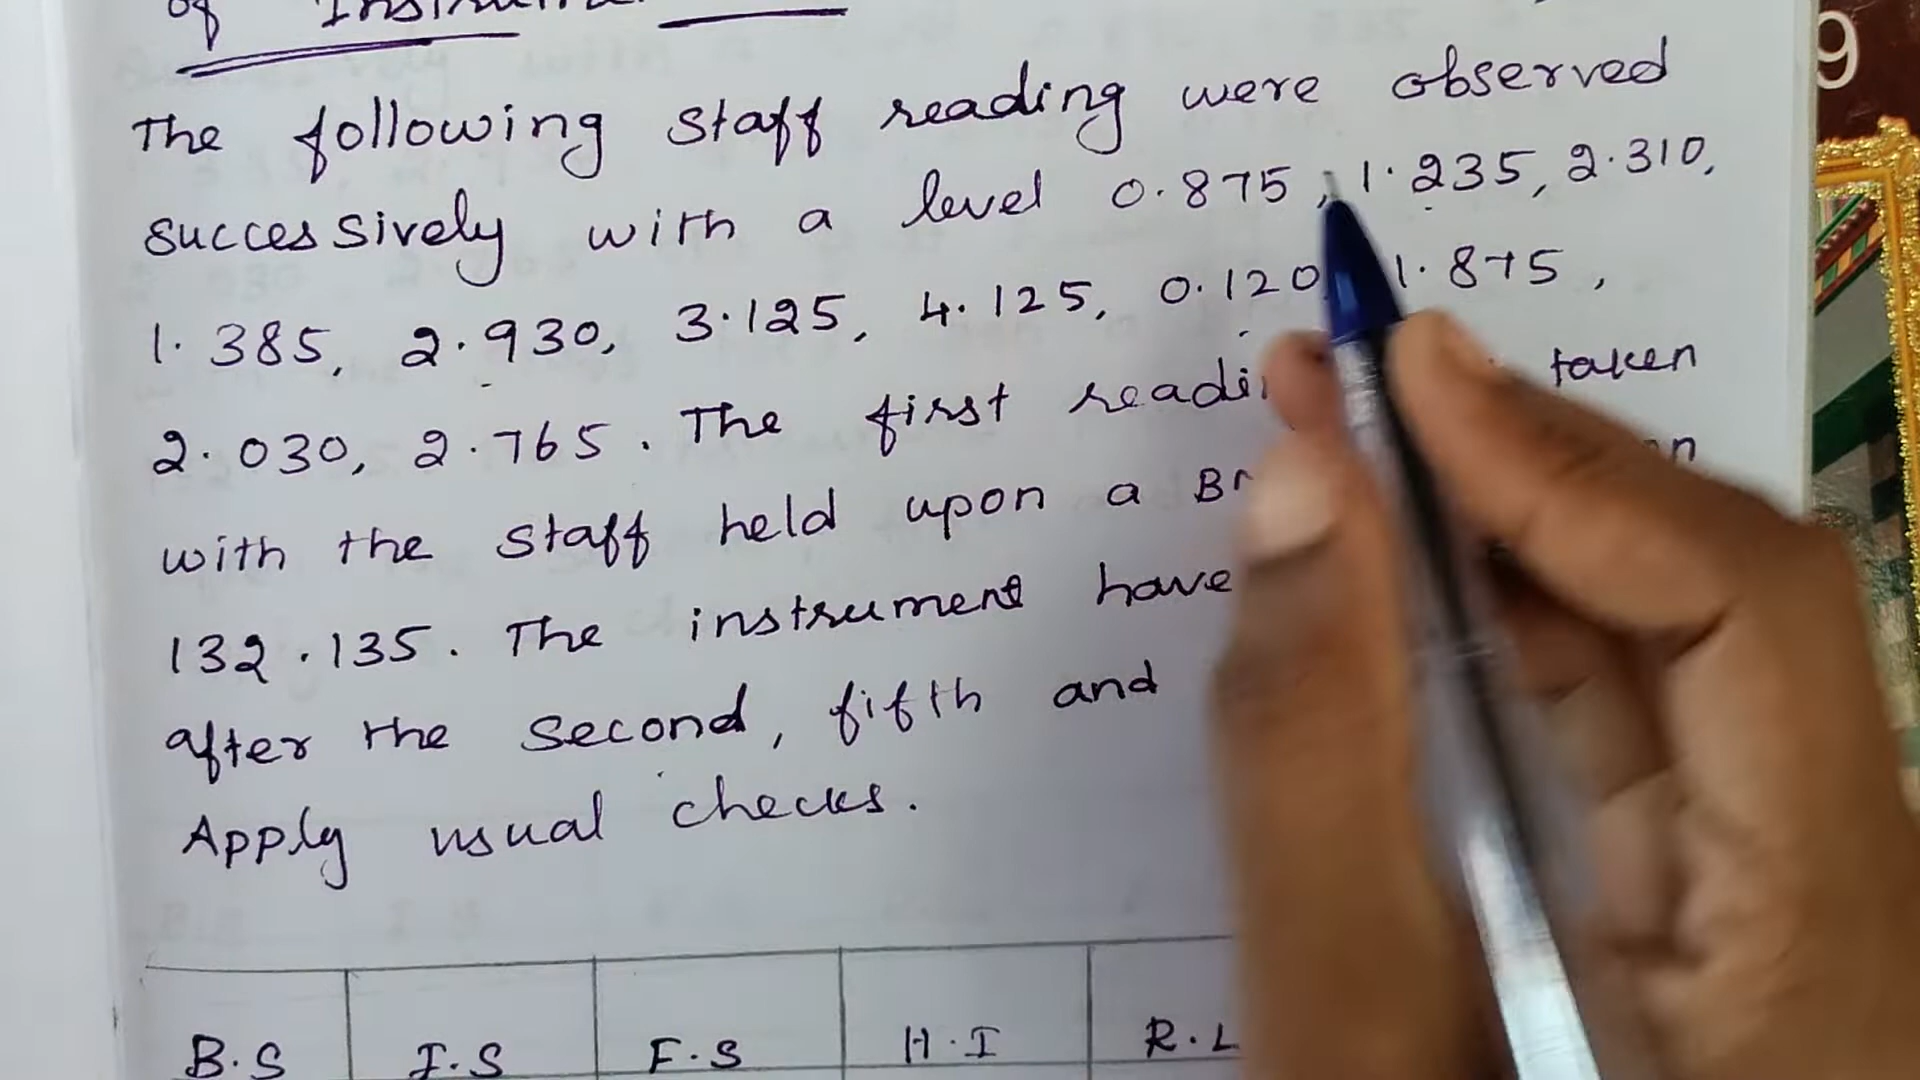 of
The following staff reading were observed
successively with a level 0.875, 1.235, 2.310,
1.385, 2.930, 3.125, 4.125, 0.120 1.875,
2.030, 2.765. The first taken
with the staff held upon a
132.135. The instrument have
after the second, fifth and
Apply usual checks.
B.S I.S F.S H.I R.L
9